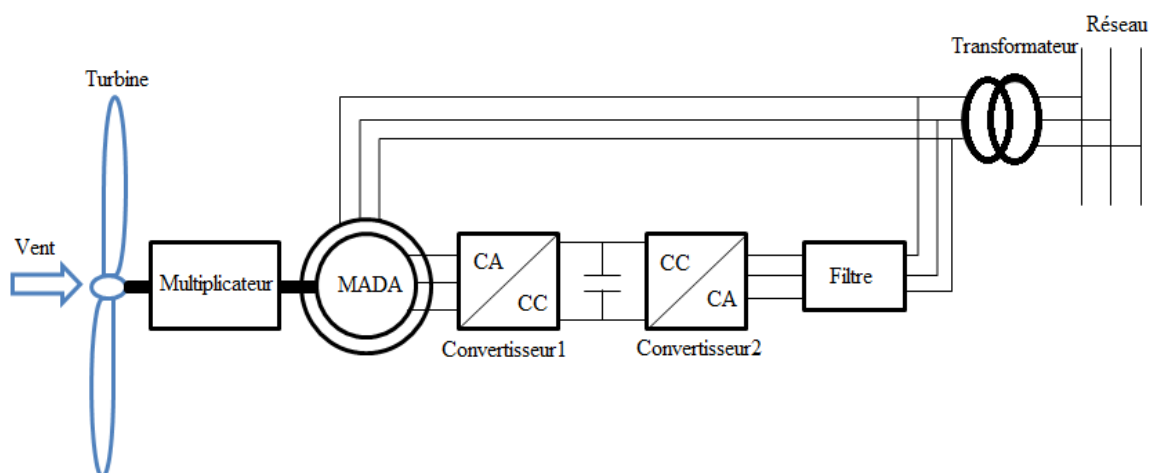 Réseau
Transformateur
Turbine
Vent
Multiplicateur
MADA
CA
CC
CC
CA
Filtre
Convertisseur1
Convertisseur2